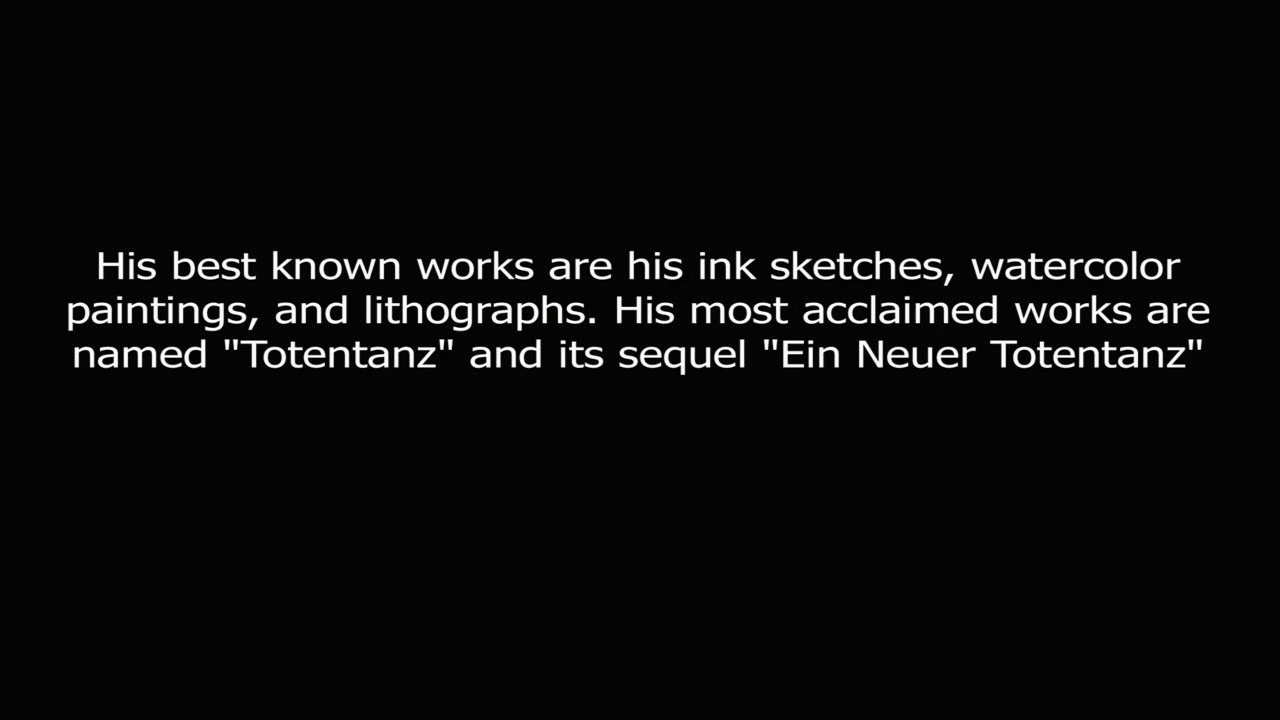 His best known works are his ink sketches, watercolor
paintings, and lithographs. His most acclaimed works are
named "Totentanz" and its sequel "Ein Neuer Totentanz"